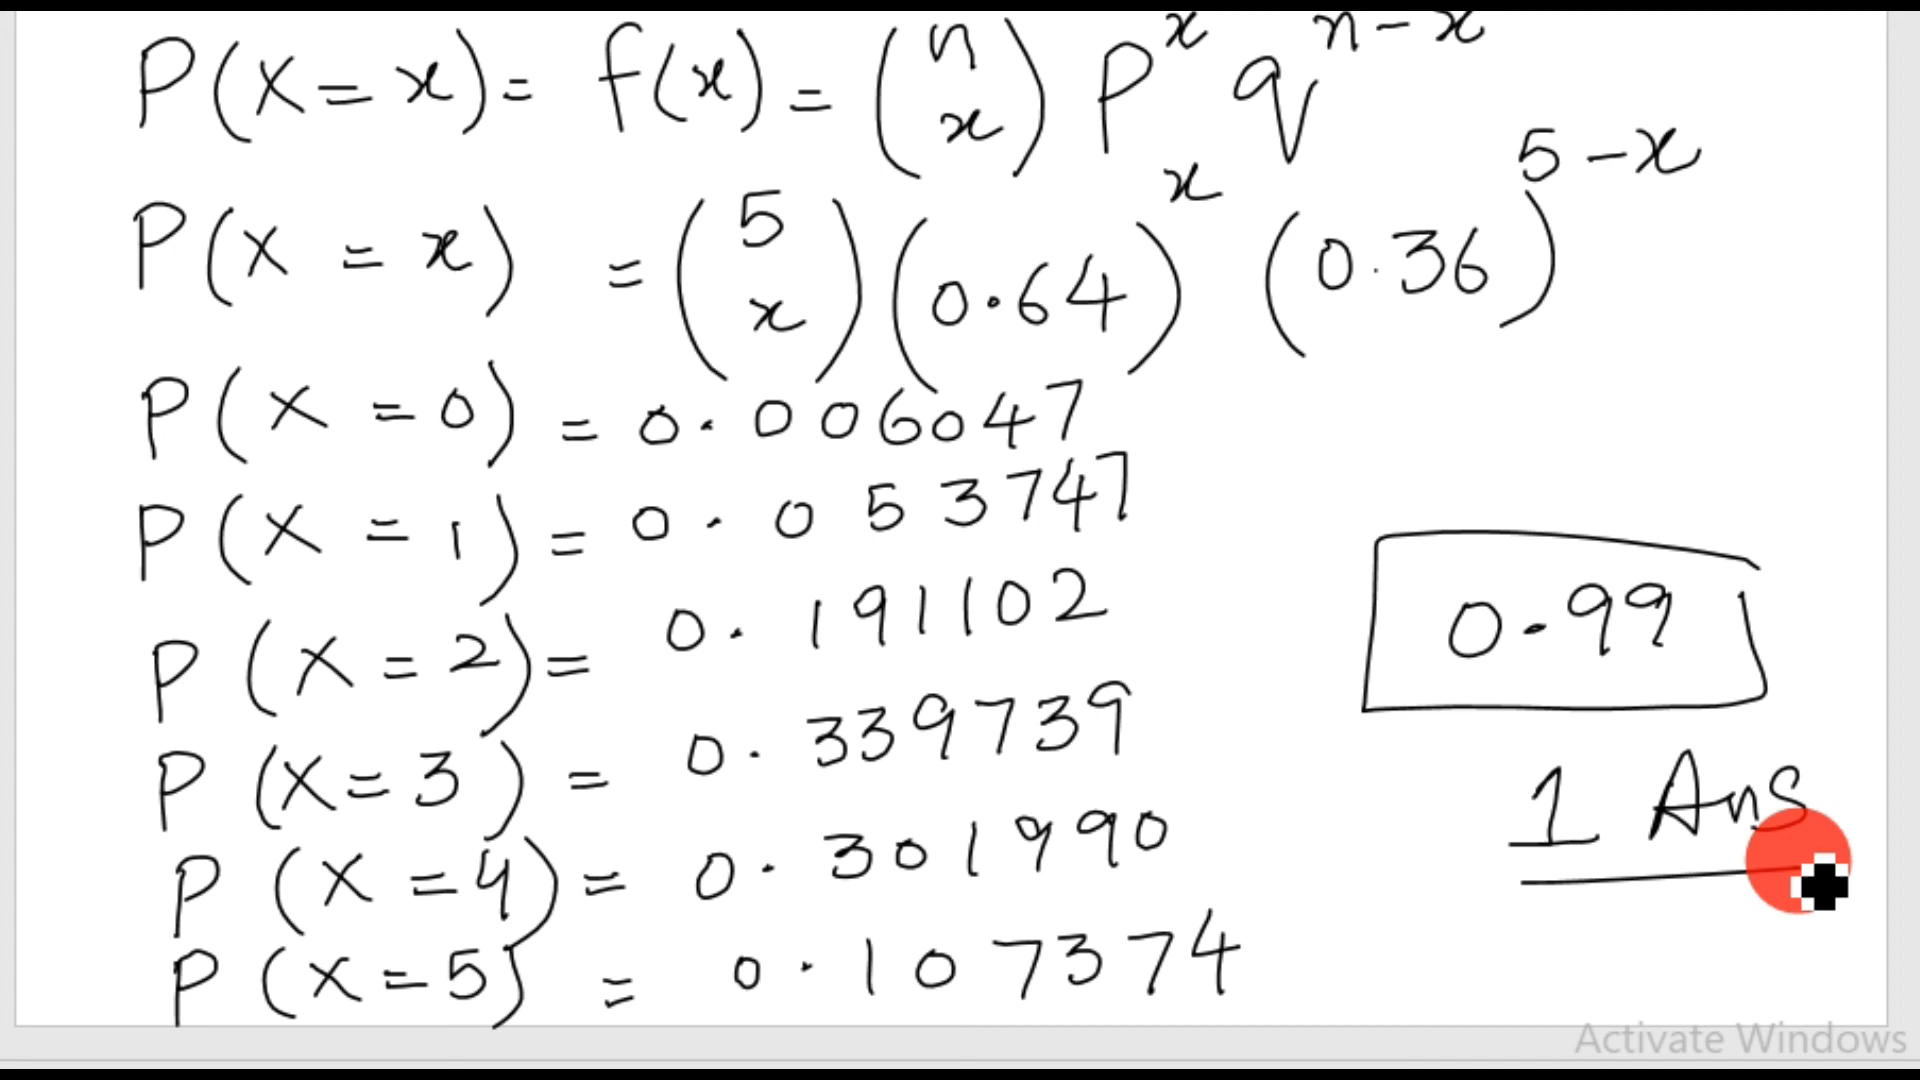 P(X=x)= f(x)= (n x) p^x q^n-x
P(X = x) = (5 x) (0.64)^x (0.36)^5-x
P(X = 0) = 0.006047
P(X = 1) = 0.053747
P(X = 2) = 0.191102
P(X = 3) = 0.339739
P(X = 4) = 0.301990
P(X = 5) = 0.107374
0.99
1 Ans
Activate Windows